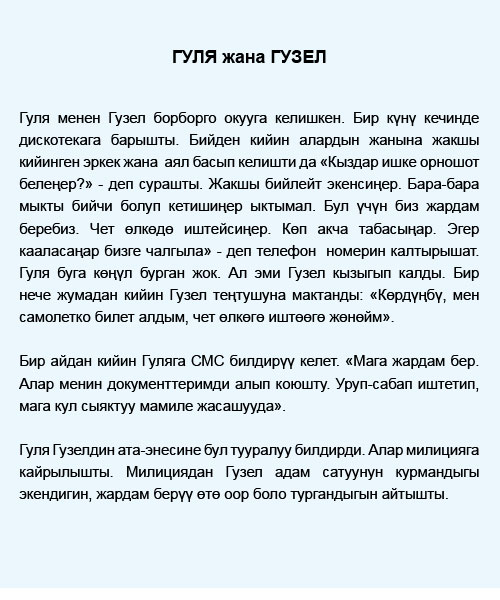 ГУЛЯ жана ГУЗЕЛ
Гуля менен Гузел борборго окууга келишкен. Бир күнү кечинде
дискотекага барышты. Бийден кийин алардын жанына жакшы
кийинген эркек жана аял басып келишти да «Кыздар ишке орношот
белеңер?» - деп сурашты. Жакшы бийлейт экенсиңер. Бара-бара
мыкты бийчи болуп кетишиңер ыктымал. Бул үчүн биз жардам
беребиз. Чет өлкөдө иштейсиңер. Көп акча табасыңар. Эгер
кааласаңар бизге чалгыла» - деп телефон номерин калтырышат.
Гуля буга көңүл бурган жок. Ал эми Гузел кызыгып калды. Бир
нече жумадан кийин Гузел теңтушуна мактанды: «Көрдүңбү, мен
самолетко билет алдым, чет өлкөгө иштөөгө жөнөйм».
Бир айдан кийин Гуляга СМС билдирүү келет. «Мага жардам бер.
Алар менин документтеримди алып коюшту. Уруп-сабап иштетип,
мага кул сыяктуу мамиле жасашууда».
Гуля Гузелдин ата-энесине бул тууралуу билдирди. Алар милицияга
кайрылышты. Милициядан Гузел адам сатуунун курмандыгы
экендигин, жардам берүү өтө оор боло тургандыгын айтышты.